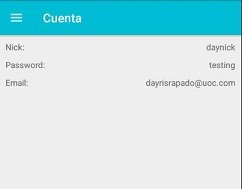 Cuenta
Nick: daynick
Password: testing
Email: dayrisrapado@uoc.com